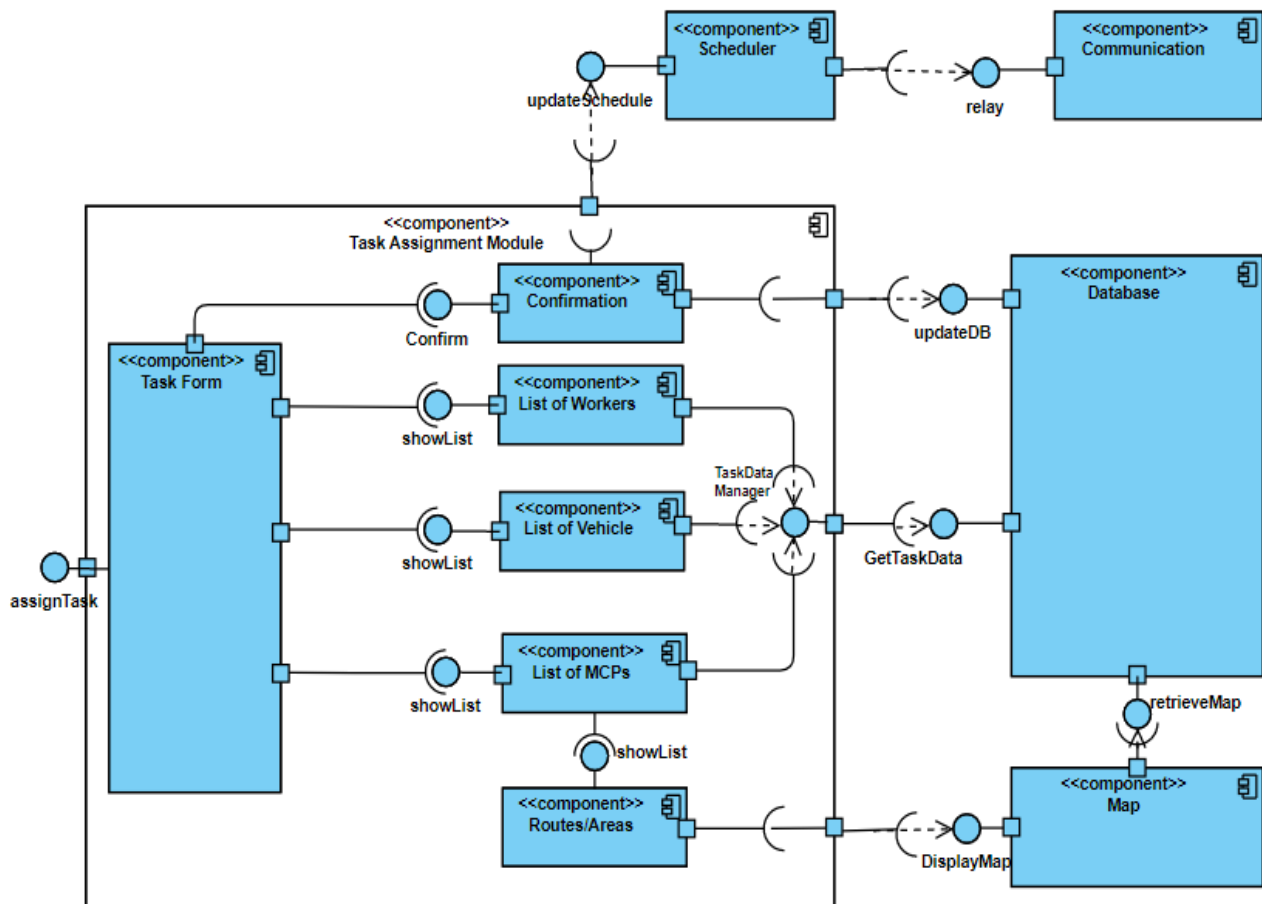 <<component>>
Scheduler
<<component>>
Communication
updateSchedule
relay
<<component>>
Task Assignment Module
<<component>>
Confirmation
<<component>>
Database
Confirm
updateDB
<<component>>
Task Form
<<component>>
List of Workers
showList
TaskData
Manager
<<component>>
List of Vehicle
showList
GetTaskData
assignTask
<<component>>
List of MCPs
showList
retrieveMap
showList
<<component>>
Routes/Areas
<<component>>
Map
DisplayMap